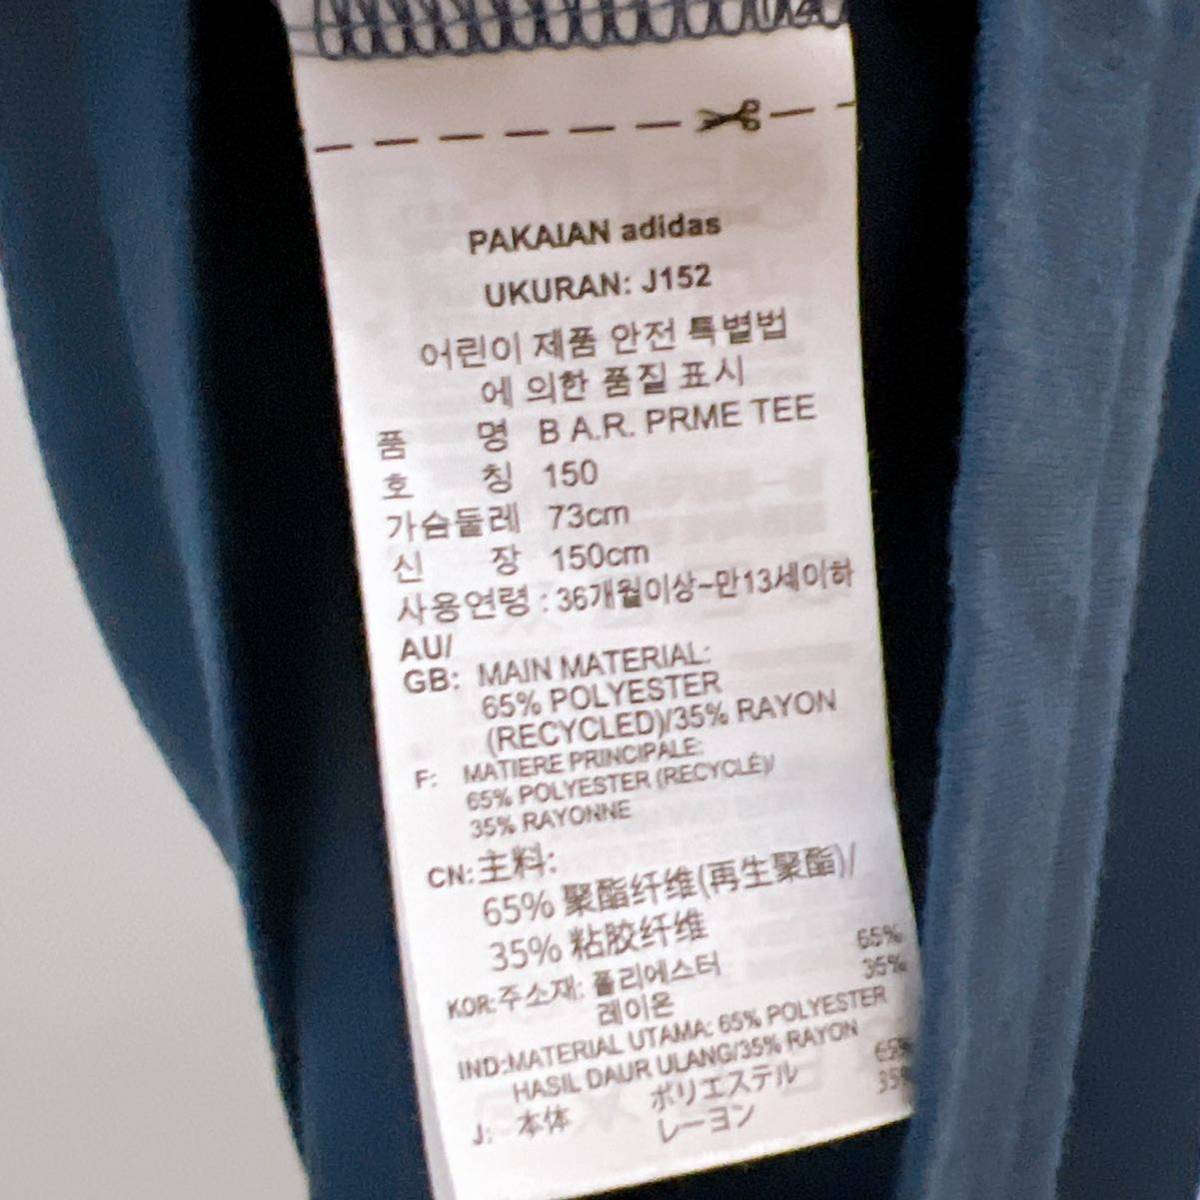 PAKAIAN adidas
UKURAN: J152
어린이 제품 안전 특별법
에 의한 품질 표시
품 명 B A.R. PRME TEE
호 칭 150
가슴둘레 73cm
신 장 150cm
사용연령 : 36개월이상~만13세이하
AU/
GB: MAIN MATERIAL:
65% POLYESTER
(RECYCLED)/35% RAYON
F: MATIERE PRINCIPALE:
65% POLYESTER (RECYCLÉ)/
35% RAYONNE
CN:主料:
65% 聚酯纤维(再生聚酯)/
35% 粘胶纤维
KOR:주소재: 폴리에스터 65%
레이온 35%
IND:MATERIAL UTAMA: 65% POLYESTER
HASIL DAUR ULANG/35% RAYON
J: 本体 ポリエステル 65%
レーヨン 35%